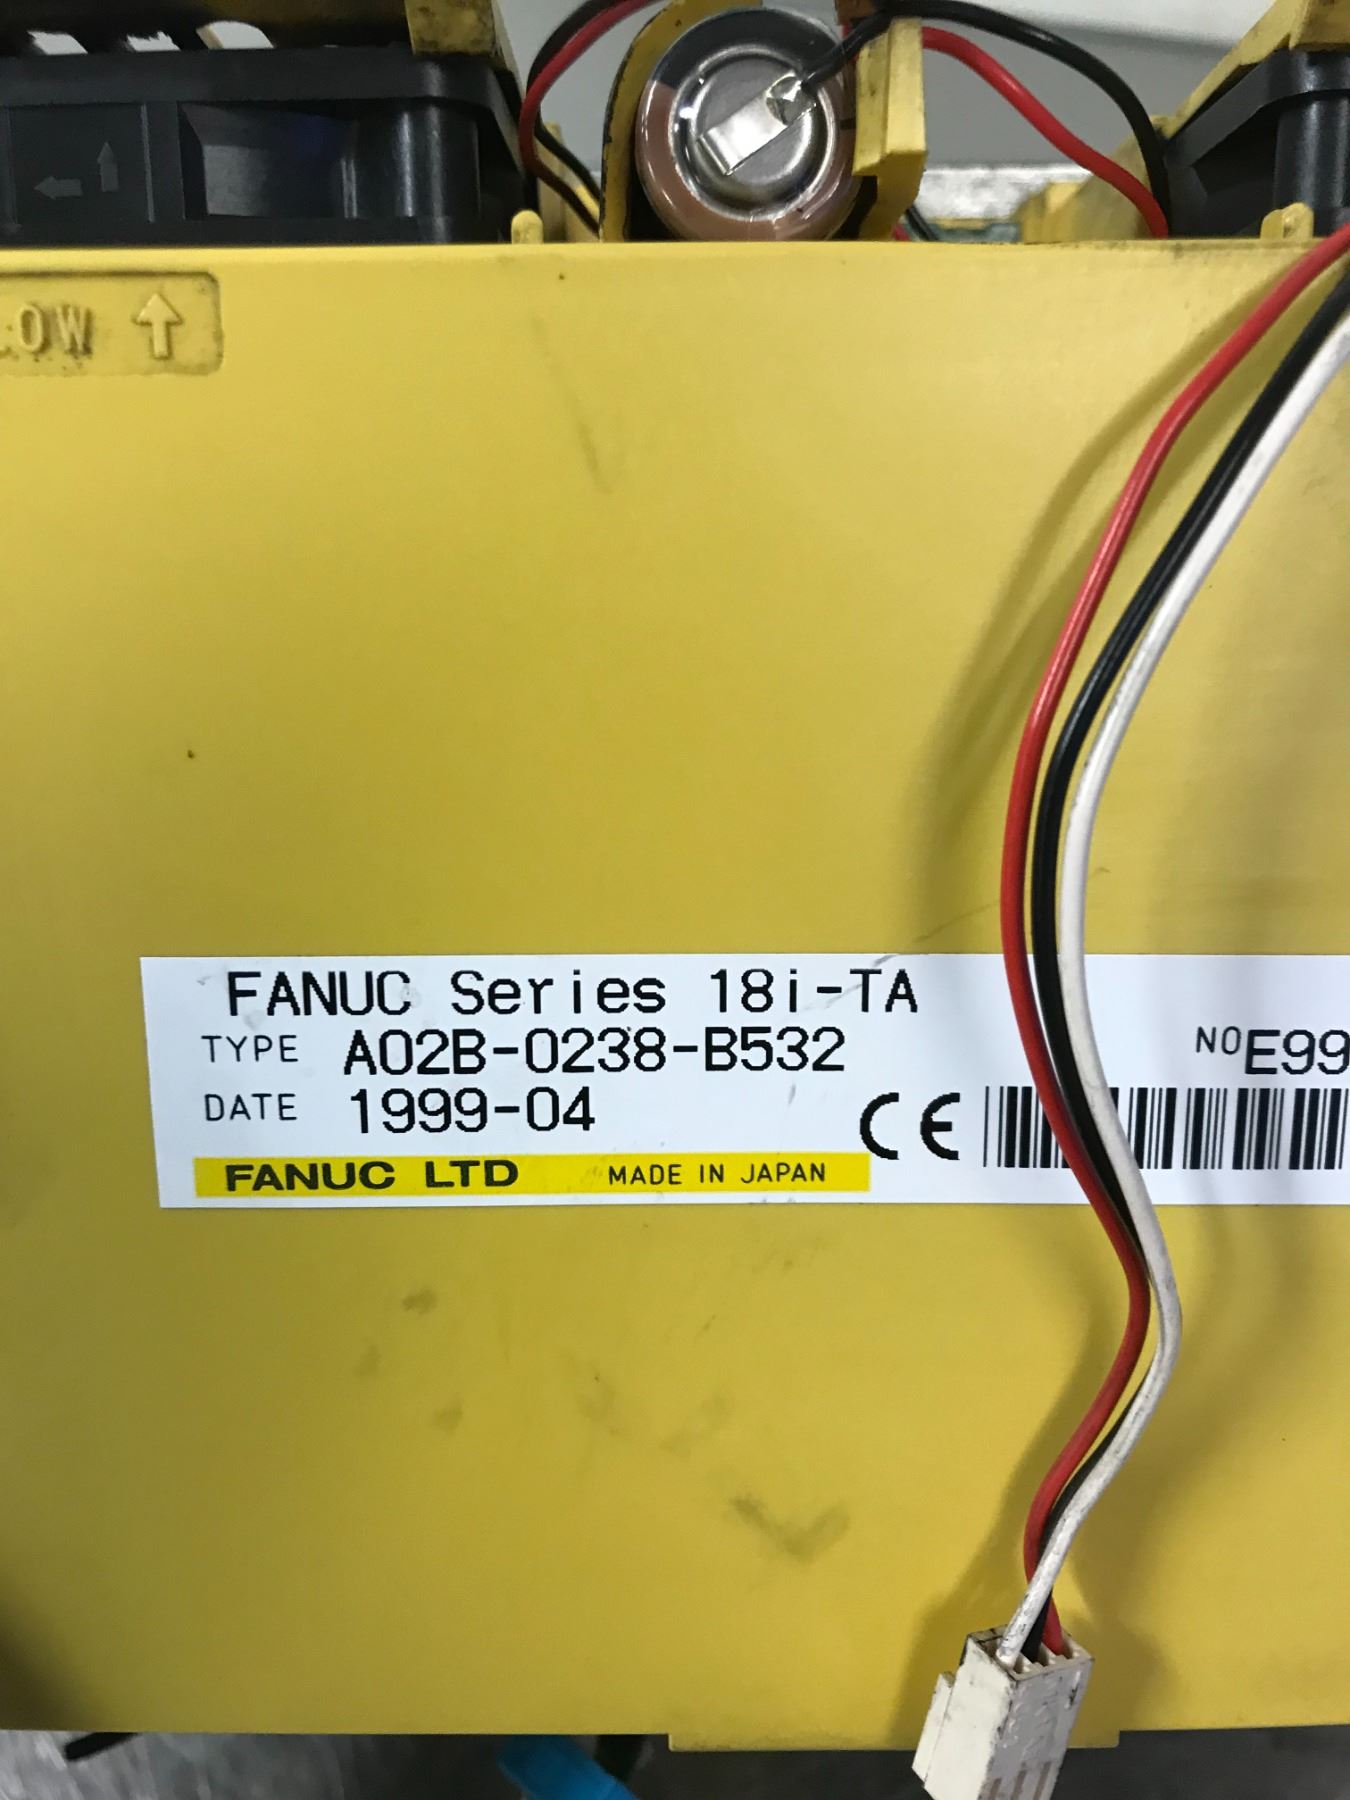 LOW ↑
FANUC Series 18i-TA
TYPE A02B-0238-B532
NO E99
DATE 1999-04
CE
FANUC LTD MADE IN JAPAN